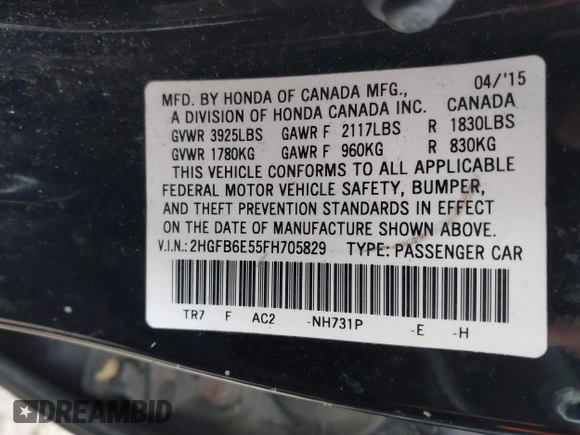 MFD. BY HONDA OF CANADA MFG., 04/'15
A DIVISION OF HONDA CANADA INC. CANADA
GVWR 3925LBS GAWR F 2117LBS R 1830LBS
GVWR 1780KG GAWR F 960KG R 830KG
THIS VEHICLE CONFORMS TO ALL APPLICABLE
FEDERAL MOTOR VEHICLE SAFETY, BUMPER,
AND THEFT PREVENTION STANDARDS IN EFFECT
ON THE DATE OF MANUFACTURE SHOWN ABOVE.
V.I.N.: 2HGFB6E55FH705829 TYPE: PASSENGER CAR
TR7 F AC2 -NH731P -E -H
DREAMBID